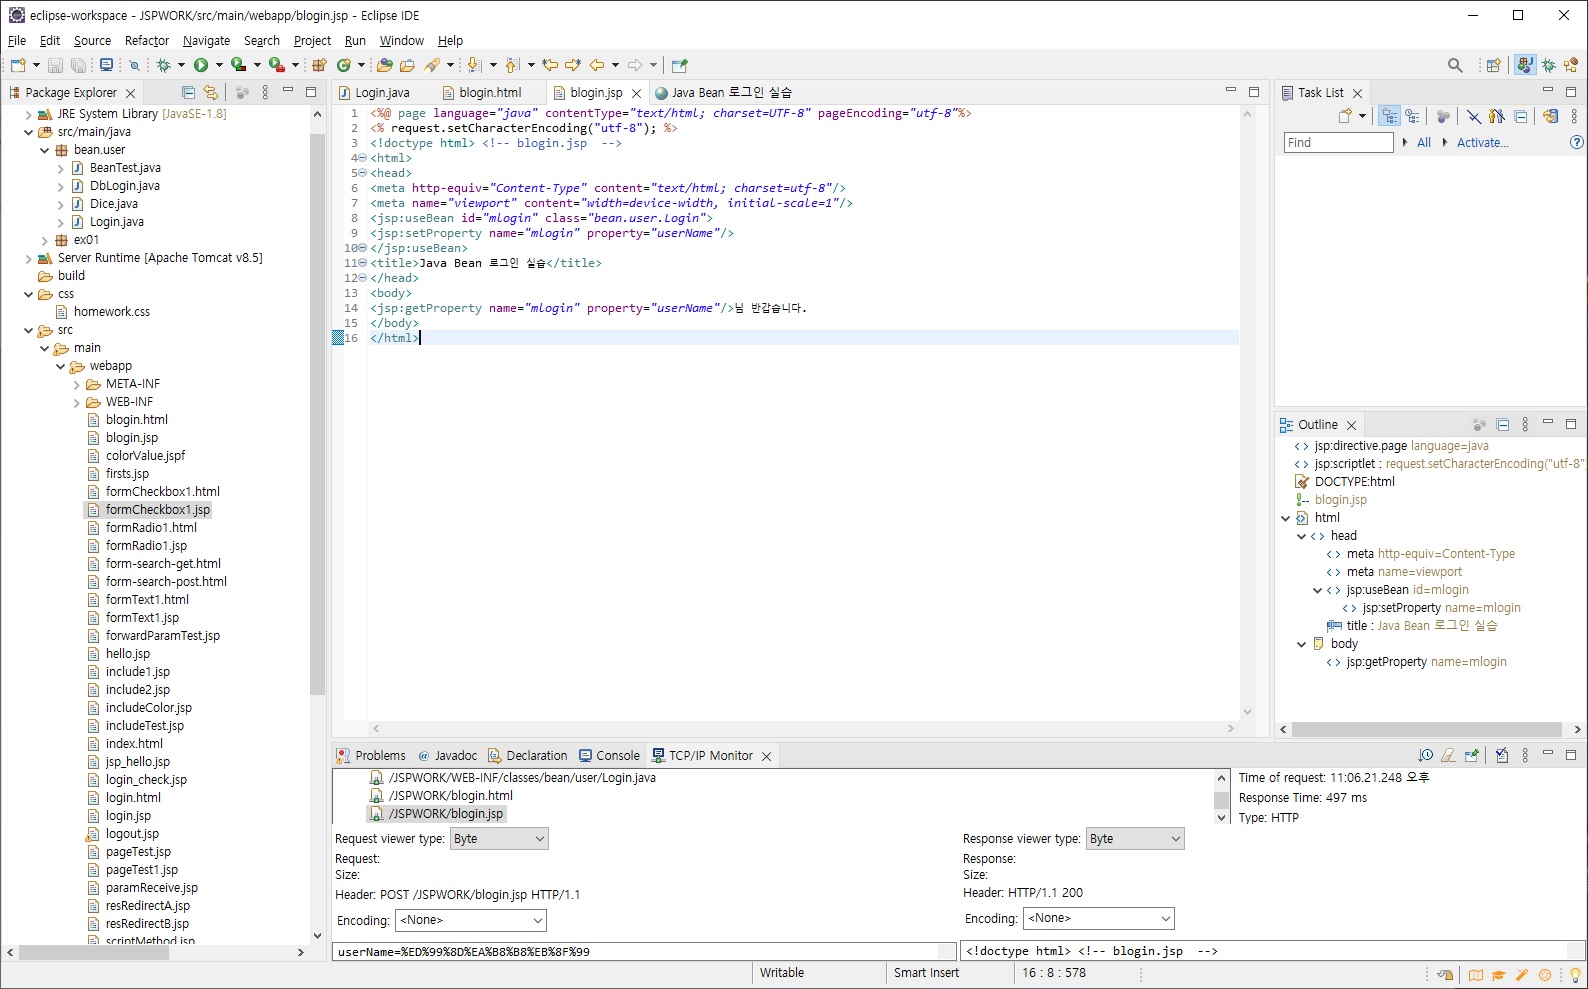 eclipse-workspace - JSPWORK/src/main/webapp/blogin.jsp - Eclipse IDE
File Edit Source Refactor Navigate Search Project Run Window Help
Package Explorer
JRE System Library [JavaSE-1.8]
src/main/java
bean.user
BeanTest.java
DbLogin.java
Dice.java
Login.java
ex01
Server Runtime [Apache Tomcat v8.5]
build
css
homework.css
src
main
webapp
META-INF
WEB-INF
blogin.html
blogin.jsp
colorValue.jspf
firsts.jsp
formCheckbox1.html
formCheckbox1.jsp
formRadio1.html
formRadio1.jsp
form-search-get.html
form-search-post.html
formText1.html
formText1.jsp
forwardParamTest.jsp
hello.jsp
include1.jsp
include2.jsp
includeColor.jsp
includeTest.jsp
index.html
jsp_hello.jsp
login_check.jsp
login.html
login.jsp
logout.jsp
pageTest.jsp
pageTest1.jsp
paramReceive.jsp
resRedirectA.jsp
resRedirectB.jsp
scriptMethod.jsp
Login.java blogin.html blogin.jsp Java Bean 로그인 실습
1 <%@ page language="java" contentType="text/html; charset=UTF-8" pageEncoding="utf-8"%>
2 <% request.setCharacterEncoding("utf-8"); %>
3 <!doctype html> <!-- blogin.jsp  -->
4 <html>
5 <head>
6 <meta http-equiv="Content-Type" content="text/html; charset=utf-8"/>
7 <meta name="viewport" content="width=device-width, initial-scale=1"/>
8 <jsp:useBean id="mlogin" class="bean.user.Login">
9 <jsp:setProperty name="mlogin" property="userName"/>
10 </jsp:useBean>
11 <title>Java Bean 로그인 실습</title>
12 </head>
13 <body>
14 <jsp:getProperty name="mlogin" property="userName"/>님 반갑습니다.
15 </body>
16 </html>
Task List
Find All Activate...
Outline
jsp:directive.page language=java
jsp:scriptlet : request.setCharacterEncoding("utf-8"
DOCTYPE:html
blogin.jsp
html
head
meta http-equiv=Content-Type
meta name=viewport
jsp:useBean id=mlogin
jsp:setProperty name=mlogin
title : Java Bean 로그인 실습
body
jsp:getProperty name=mlogin
Problems Javadoc Declaration Console TCP/IP Monitor
/JSPWORK/WEB-INF/classes/bean/user/Login.java
/JSPWORK/blogin.html
/JSPWORK/blogin.jsp
Time of request: 11:06.21.248 오후
Response Time: 497 ms
Type: HTTP
Request viewer type: Byte
Request:
Size:
Header: POST /JSPWORK/blogin.jsp HTTP/1.1
Encoding: <None>
userName=%ED%99%8D%EA%B8%B8%EB%8F%99
Response viewer type: Byte
Response:
Size:
Header: HTTP/1.1 200
Encoding: <None>
<!doctype html> <!-- blogin.jsp  -->
Writable Smart Insert 16 : 8 : 578